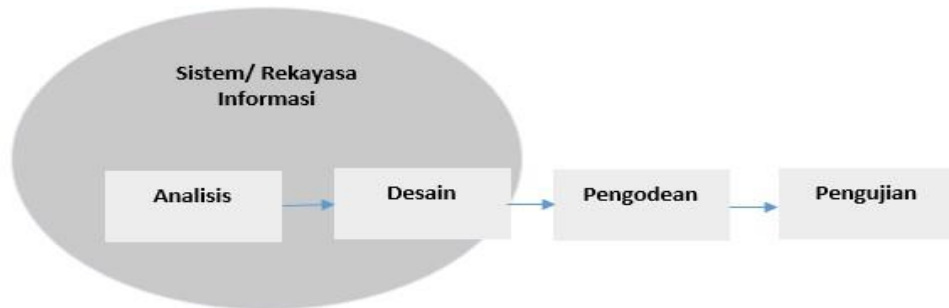 Sistem/ Rekayasa
Informasi
Analisis
Desain
Pengodean
Pengujian